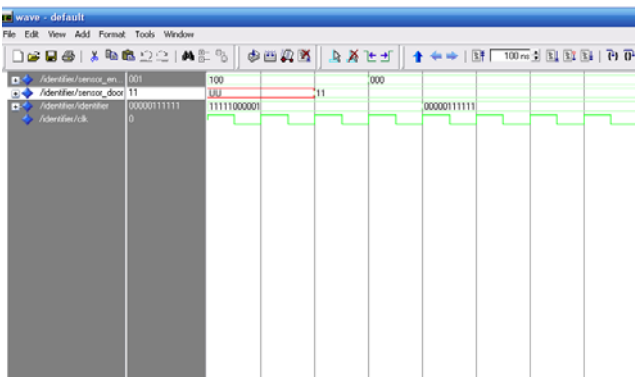 wave - default
File Edit View Add Format Tools Window
100 ns
/identifier/sensor_en... 001 100 000
/identifier/sensor_door 11 UU 11
/identifier/identifier 00000111111 11111000001 00000111111
/identifier/clk 0